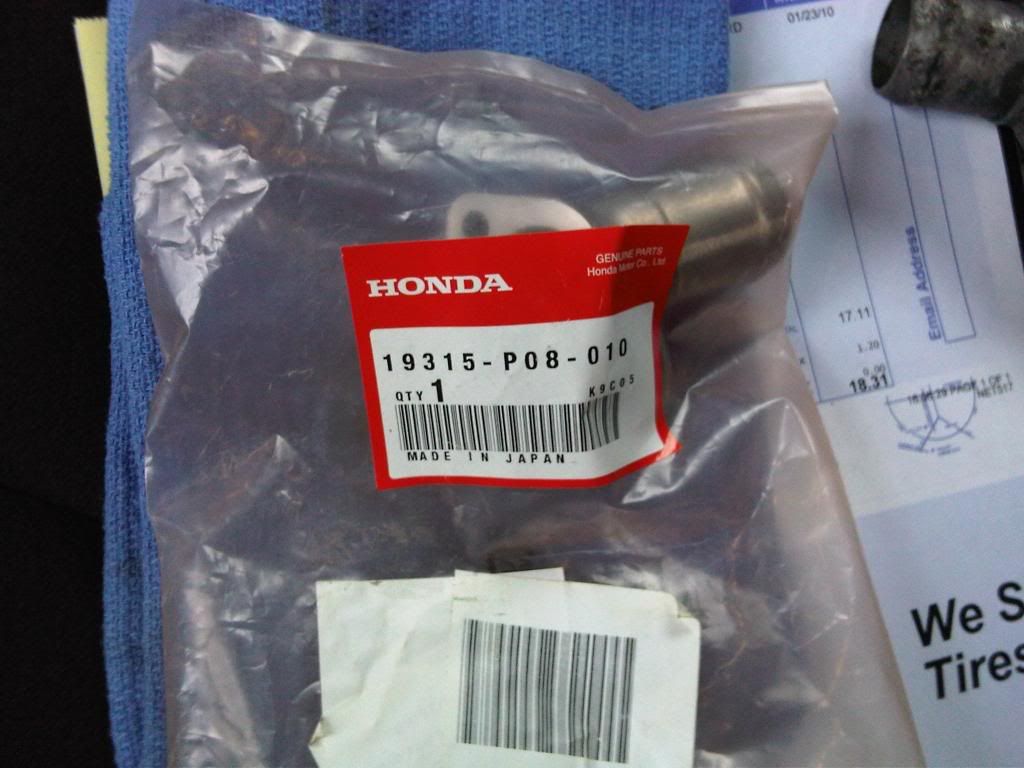 01/23/10
HONDA
GENUINE PARTS
Honda Motor Co., Ltd.
19315-P08-010
QTY 1
K9C05
MADE IN JAPAN
Email Address
17.11
1.20
0.00
18.31
PAGE 1 OF 1
We S
Tires